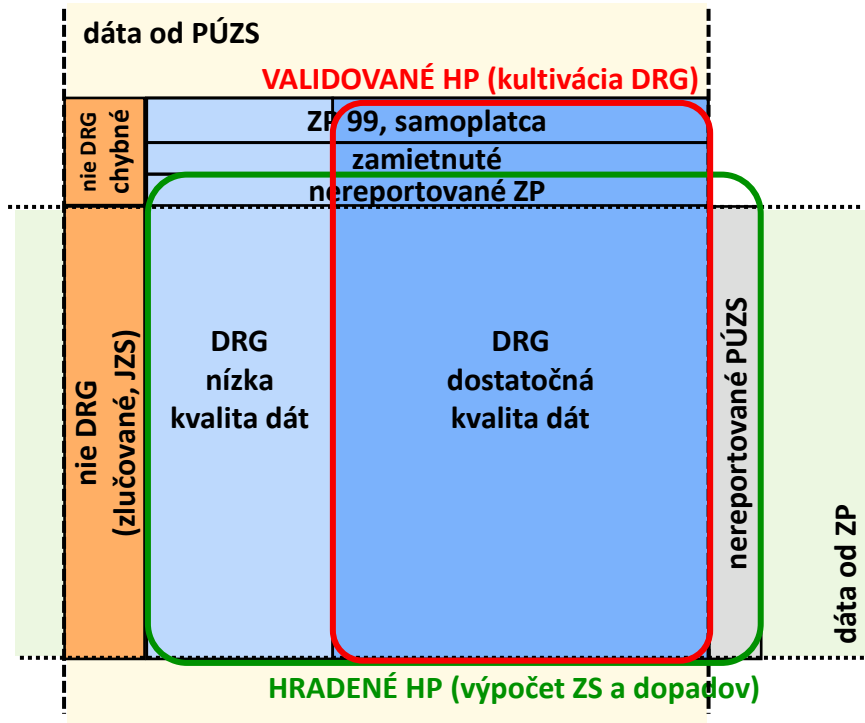 dáta od PÚZS
VALIDOVANÉ HP (kultivácia DRG)
nie DRG
chybné
ZP 99, samoplatca
zamietnuté
nereportované ZP
nie DRG
(zlučované, JZS)
DRG
nízka
kvalita dát
DRG
dostatočná
kvalita dát
nereportované PÚZS
dáta od ZP
HRADENÉ HP (výpočet ZS a dopadov)